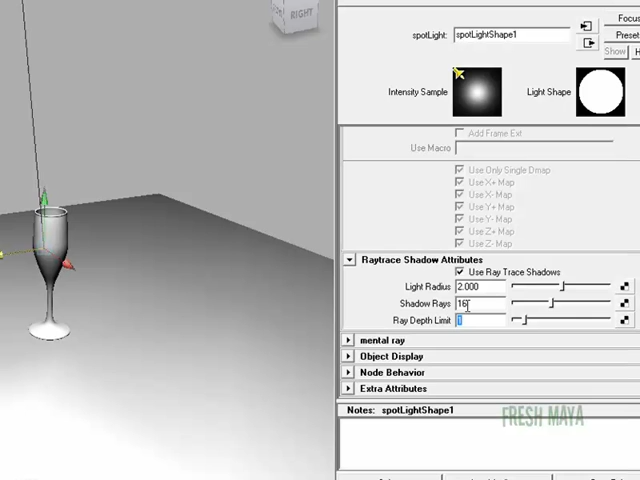 RIGHT
Focus
spotLight: spotLightShape1
Presets
Show
Intensity Sample
Light Shape
Add Frame Ext
Use Macro
Use Only Single Dmap
Use X+ Map
Use X- Map
Use Y+ Map
Use Y- Map
Use Z+ Map
Use Z- Map
Raytrace Shadow Attributes
Use Ray Trace Shadows
Light Radius 2.000
Shadow Rays 16
Ray Depth Limit 1
mental ray
Object Display
Node Behavior
Extra Attributes
Notes: spotLightShape1
FRESH MAYA